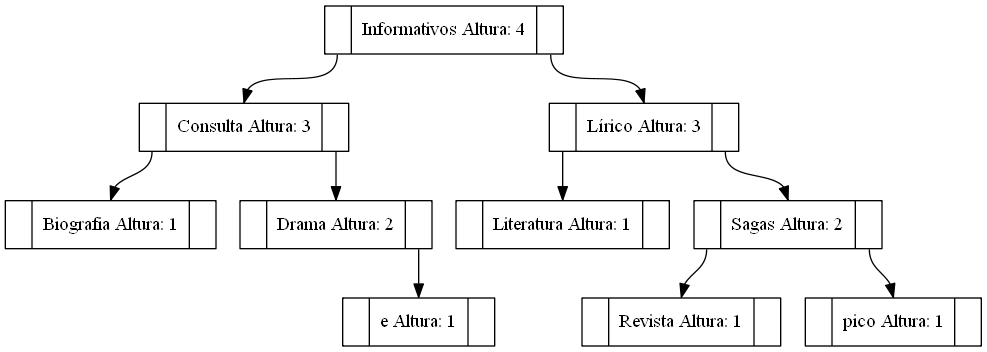 Informativos Altura: 4
Consulta Altura: 3
Lírico Altura: 3
Biografia Altura: 1
Drama Altura: 2
Literatura Altura: 1
Sagas Altura: 2
e Altura: 1
Revista Altura: 1
pico Altura: 1